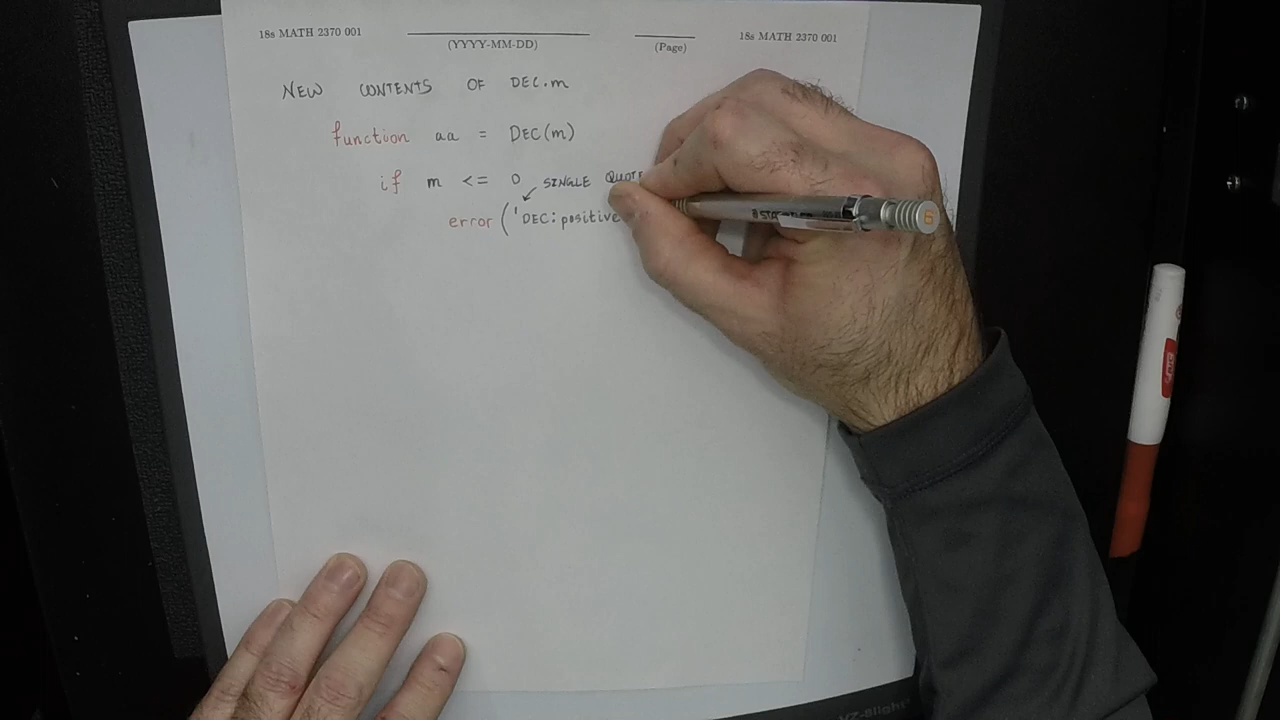 18s MATH 2370 001 (YYYY-MM-DD) (Page) 18s MATH 2370 001
NEW CONTENTS OF DEC.m
function aa = DEC(m)
if m <= 0 SINGLE QUOTE
error ('DEC:positive